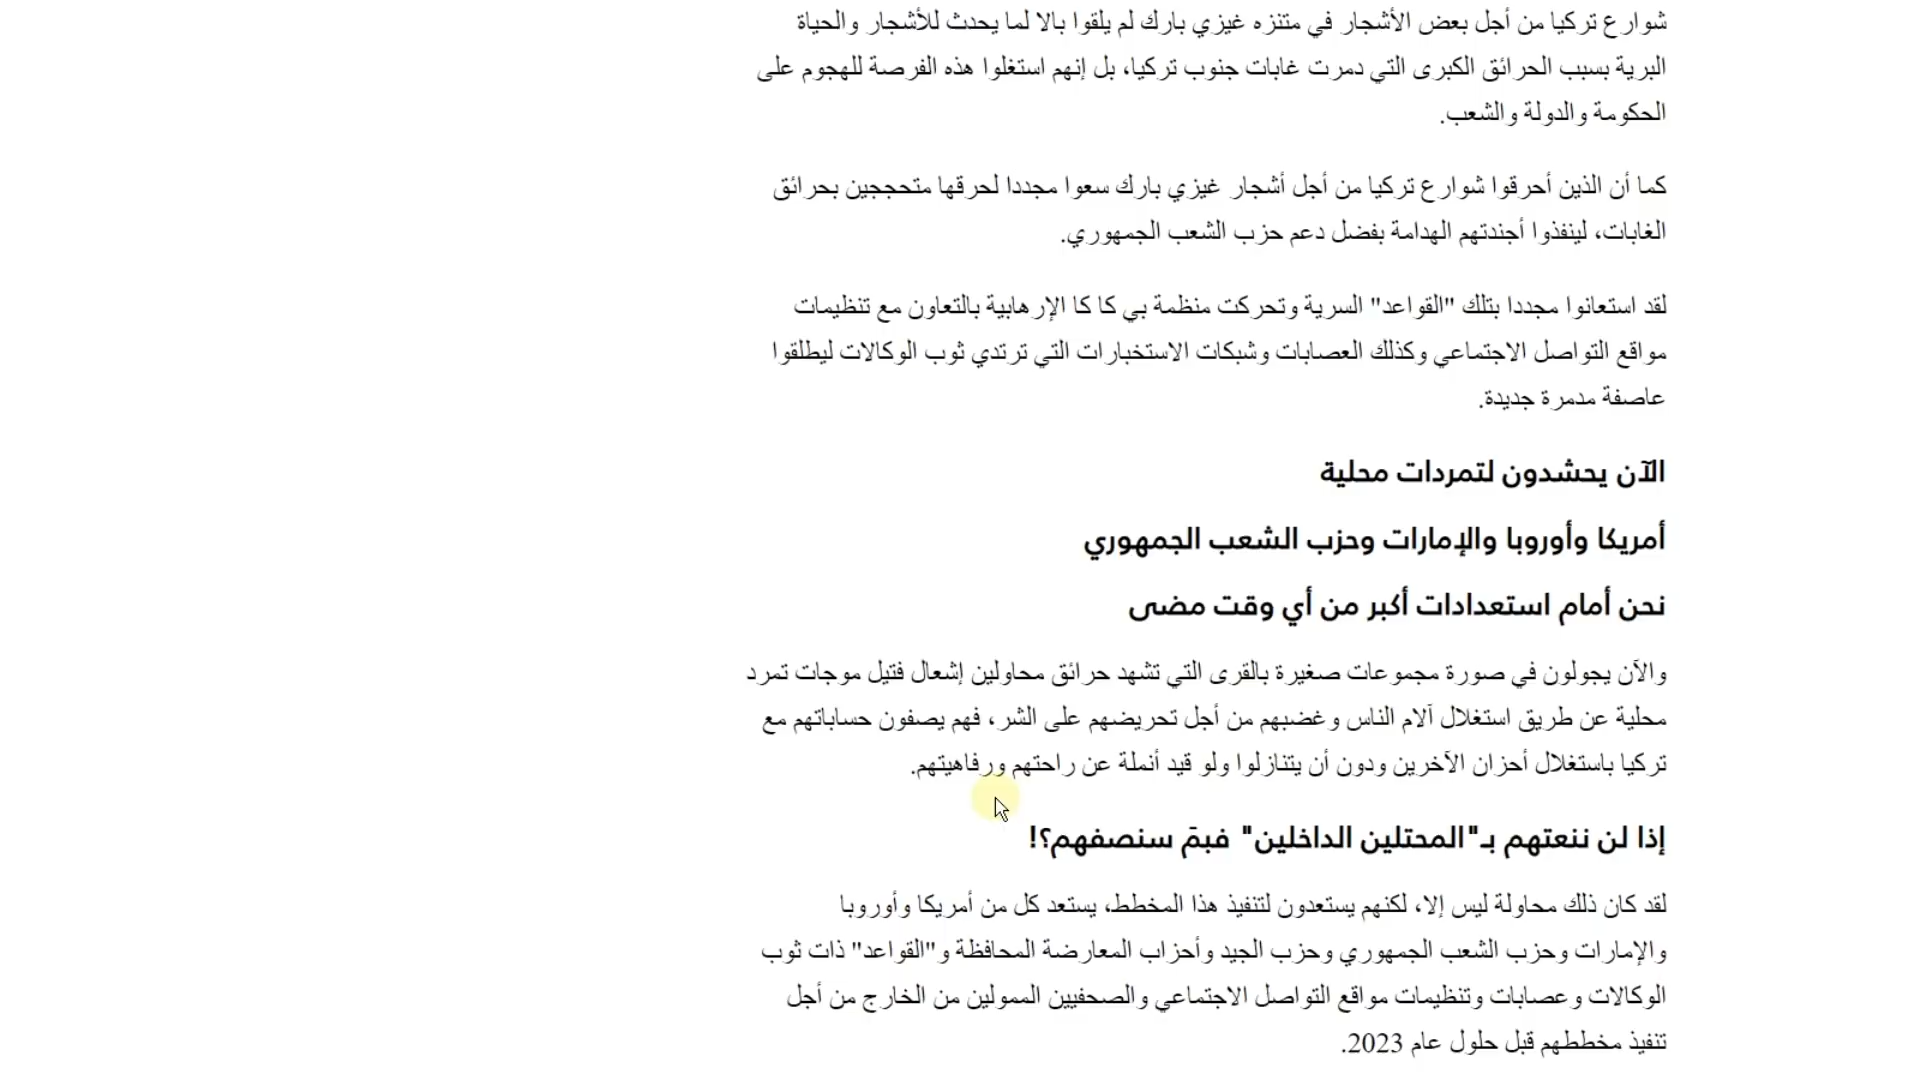 شوارع تركيا من أجل بعض الأشجار في متنزه غيزي بارك لم يلقوا بالا لما يحدث للأشجار والحياة
البرية بسبب الحرائق الكبرى التي دمرت غابات جنوب تركيا، بل إنهم استغلوا هذه الفرصة للهجوم على
الحكومة والدولة والشعب.
كما أن الذين أحرقوا شوارع تركيا من أجل أشجار غيزي بارك سعوا مجددا لحرقها متحججين بحرائق
الغابات، لينفذوا أجندتهم الهدامة بفضل دعم حزب الشعب الجمهوري.
لقد استعانوا مجددا بتلك "القواعد" السرية وتحركت منظمة بي كا كا الإرهابية بالتعاون مع تنظيمات
مواقع التواصل الاجتماعي وكذلك العصابات وشبكات الاستخبارات التي ترتدي ثوب الوكالات ليطلقوا
عاصفة مدمرة جديدة.
الآن يحشدون لتمردات محلية
أمريكا وأوروبا والإمارات وحزب الشعب الجمهوري
نحن أمام استعدادات أكبر من أي وقت مضى
والآن يجولون في صورة مجموعات صغيرة بالقرى التي تشهد حرائق محاولين إشعال فتيل موجات تمرد
محلية عن طريق استغلال آلام الناس وغضبهم من أجل تحريضهم على الشر، فهم يصفون حساباتهم مع
تركيا باستغلال أحزان الآخرين ودون أن يتنازلوا ولو قيد أنملة عن راحتهم ورفاهيتهم.
إذا لن ننعتهم بـ"المحتلين الداخلين" فبمَ سنصفهم؟!
لقد كان ذلك محاولة ليس إلا، لكنهم يستعدون لتنفيذ هذا المخطط، يستعد كل من أمريكا وأوروبا
والإمارات وحزب الشعب الجمهوري وحزب الجيد وأحزاب المعارضة المحافظة و"القواعد" ذات ثوب
الوكالات وعصابات وتنظيمات مواقع التواصل الاجتماعي والصحفيين الممولين من الخارج من أجل
تنفيذ مخططهم قبل حلول عام 2023.